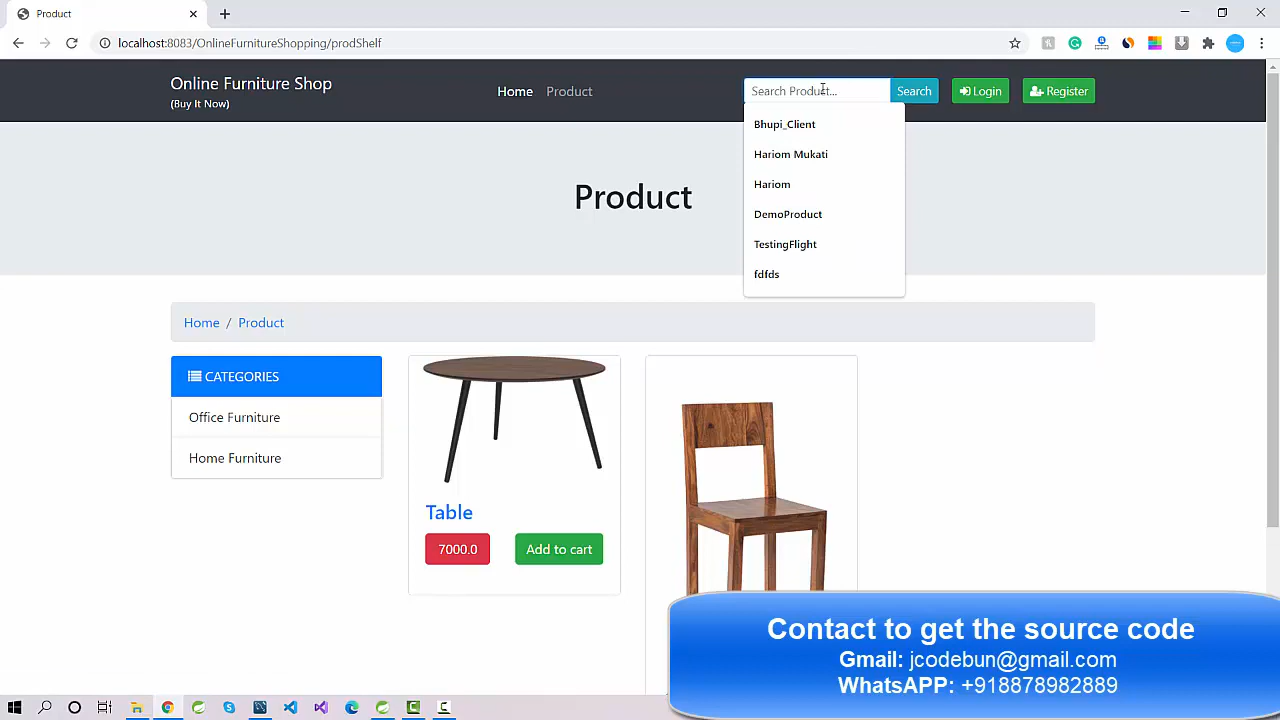 Product
localhost:8083/OnlineFurnitureShopping/prodShelf
Online Furniture Shop
(Buy It Now)
Home
Product
Search Product...
Search
Login
Register
Bhupi_Client
Hariom Mukati
Hariom
DemoProduct
TestingFlight
fdfds
Product
Home / Product
CATEGORIES
Office Furniture
Home Furniture
Table
7000.0
Add to cart
Contact to get the source code
Gmail: jcodebun@gmail.com
WhatsAPP: +918878982889